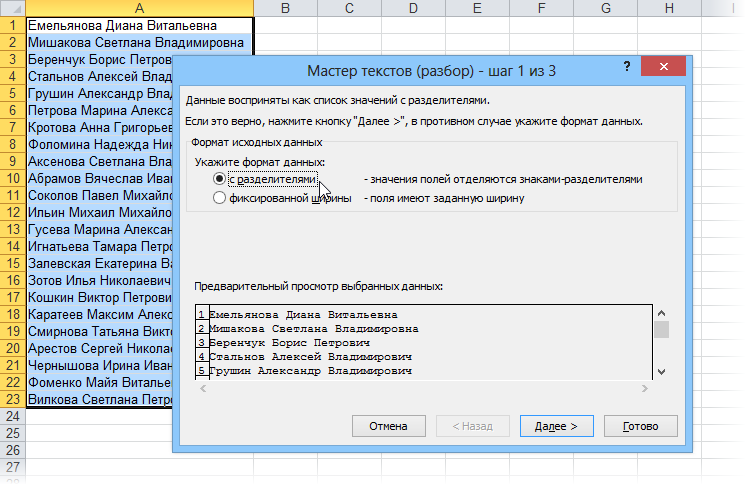 A B C D E F G H I
1 Емельянова Диана Витальевна
2 Мишакова Светлана Владимировна
3 Беренчук Борис Петров
4 Стальнов Алексей Влад
5 Грушин Александр Влад
6 Петрова Марина Алекса
7 Кротова Анна Григорьев
8 Фоломина Надежда Ник
9 Аксенова Светлана Вла
10 Абрамов Вячеслав Иван
11 Соколов Павел Михайло
12 Ильин Михаил Михайло
13 Гусева Марина Алексан
14 Игнатьева Тамара Петро
15 Залевская Екатерина Ва
16 Зотов Илья Николаевич
17 Кошкин Виктор Петрови
18 Каратеев Максим Алекс
19 Смирнова Татьяна Викт
20 Арестов Сергей Никола
21 Чернышова Ирина Иван
22 Фоменко Майя Виталье
23 Вилкова Светлана Петро
24
25
26
27
Мастер текстов (разбор) - шаг 1 из 3 ? ×
Данные восприняты как список значений с разделителями.
Если это верно, нажмите кнопку "Далее >", в противном случае укажите формат данных.
Формат исходных данных
Укажите формат данных:
с разделителями - значения полей отделяются знаками-разделителями
фиксированной ширины - поля имеют заданную ширину
Предварительный просмотр выбранных данных:
1 Емельянова Диана Витальевна
2 Мишакова Светлана Владимировна
3 Беренчук Борис Петрович
4 Стальнов Алексей Владимирович
5 Грушин Александр Владимирович
Отмена < Назад Далее > Готово